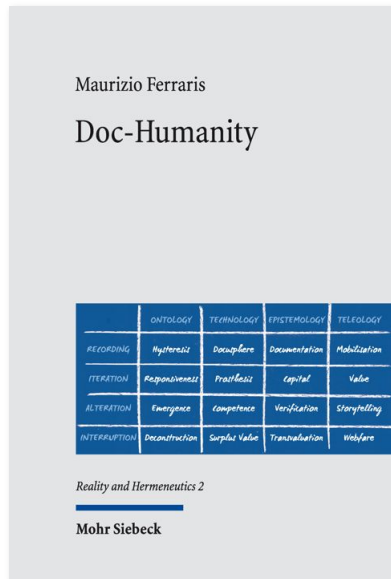 Maurizio Ferraris
Doc-Humanity
ONTOLOGY TECHNOLOGY EPISTEMOLOGY TELEOLOGY
RECORDING Hysteresis Docusphere Documentation Mobilisation
ITERATION Responsiveness Prosthesis Capital Value
ALTERATION Emergence Competence Verification Storytelling
INTERRUPTION Deconstruction Surplus Value Transvaluation Webfare
Reality and Hermeneutics 2
Mohr Siebeck